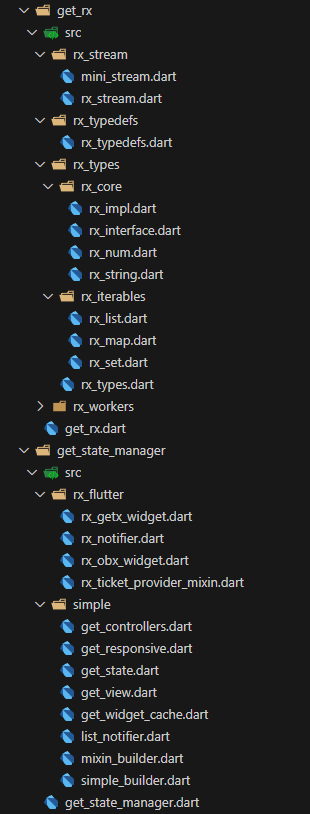 get_rx
src
rx_stream
mini_stream.dart
rx_stream.dart
rx_typedefs
rx_typedefs.dart
rx_types
rx_core
rx_impl.dart
rx_interface.dart
rx_num.dart
rx_string.dart
rx_iterables
rx_list.dart
rx_map.dart
rx_set.dart
rx_types.dart
rx_workers
get_rx.dart
get_state_manager
src
rx_flutter
rx_getx_widget.dart
rx_notifier.dart
rx_obx_widget.dart
rx_ticket_provider_mixin.dart
simple
get_controllers.dart
get_responsive.dart
get_state.dart
get_view.dart
get_widget_cache.dart
list_notifier.dart
mixin_builder.dart
simple_builder.dart
get_state_manager.dart